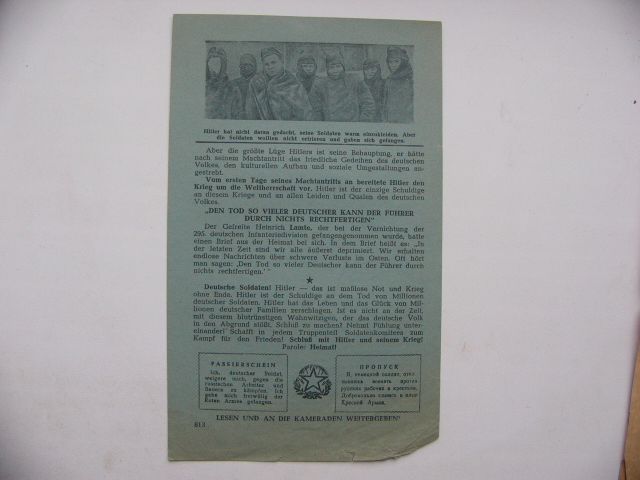 Hitler hat nicht daran gedacht, seine Soldaten warm einzukleiden. Aber
die Soldaten wollten nicht erfrieren und gaben sich gefangen.
Aber die größte Lüge Hitlers ist seine Behauptung, er hätte
nach seinem Machtantritt das friedliche Gedeihen des deutschen
Volkes, den kulturellen Aufbau und soziale Umgestaltungen an-
gestrebt.
Vom ersten Tage seines Machtantritts an bereitete Hitler den
Krieg um die Weltherrschaft vor. Hitler ist der einzige Schuldige
an diesem Kriege und an allen Leiden und Qualen des deutschen
Volkes.
„DEN TOD SO VIELER DEUTSCHER KANN DER FÜHRER
DURCH NICHTS RECHTFERTIGEN“
Der Gefreite Heinrich der bei der Vernichtung der
295. deutschen Infanteriedivision gefangengenommen wurde, hatte
einen Brief aus der Heimat bei sich. In dem Brief heißt es: „In
der letzten Zeit sind wir alle äußerst deprimiert. Wir erhalten
endlose Nachrichten über schwere Verluste im Osten. Oft hört
man sagen: ‚Den Tod so vieler Deutscher kann der Führer durch
nichts rechtfertigen.‘“
Deutsche Soldaten! Hitler — das ist maßlose Not und Krieg
ohne Ende. Hitler ist der Schuldige an dem Tod von Millionen
deutscher Soldaten. Hitler hat das Leben und das Glück von Mil-
lionen deutscher Familien zerschlagen. Ist es nicht an der Zeit,
mit diesem blutrünstigen Wahnwitzigen, der das deutsche Volk
in den Abgrund stößt, Schluß zu machen! Nehmt Fühlung unter-
einander! Schafft in jedem Truppenteil Soldatenkomitees zum
Kampf für den Frieden! Schluß mit Hitler und seinem Krieg!
Parole: Heimat!
PASSIERSCHEIN
Ich, deutscher Soldat,
weigere mich, gegen die
russischen Arbeiter und
Bauern zu kämpfen. Ich
gebe mich freiwillig der
Roten Armee gefangen.
ПРОПУСК
Я, немецкий солдат, отка-
зываюсь воевать против
русских рабочих и крестьян.
Добровольно сдаюсь в плен
Красной Армии.
LESEN UND AN DIE KAMERADEN WEITERGEBEN!
813